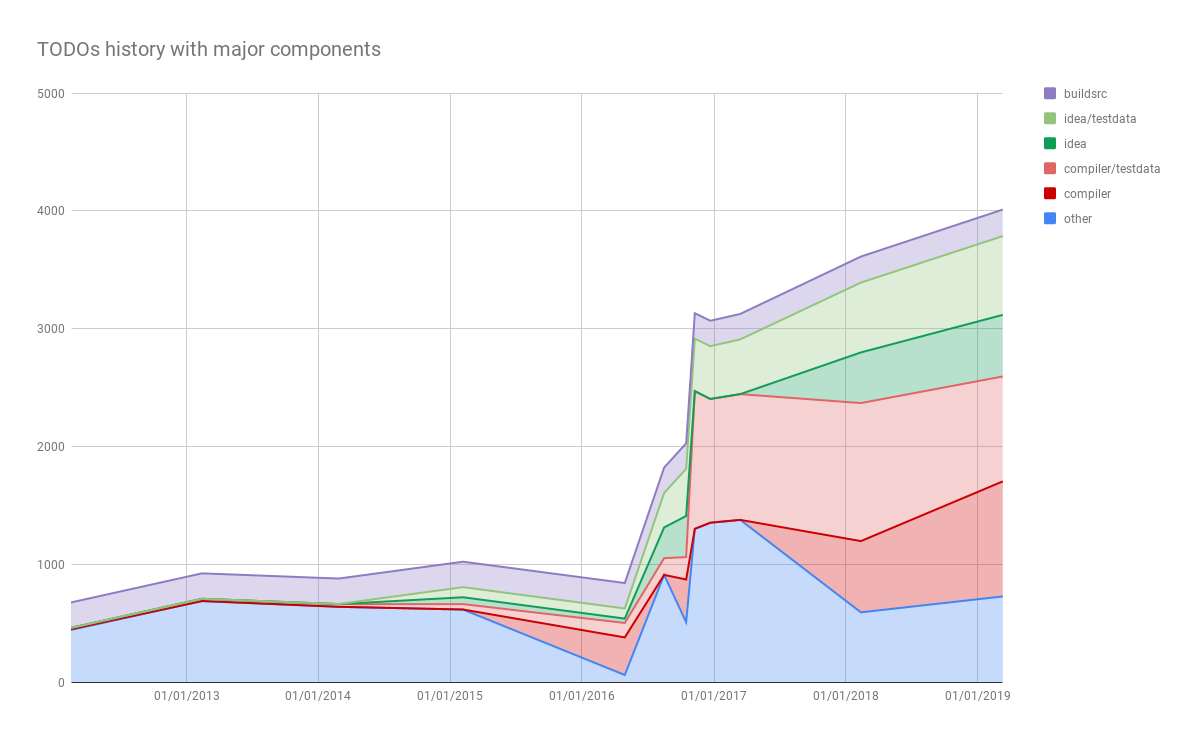 TODOs history with major components
5000
4000
3000
2000
1000
0
01/01/2013
01/01/2014
01/01/2015
01/01/2016
01/01/2017
01/01/2018
01/01/2019
buildsrc
idea/testdata
idea
compiler/testdata
compiler
other